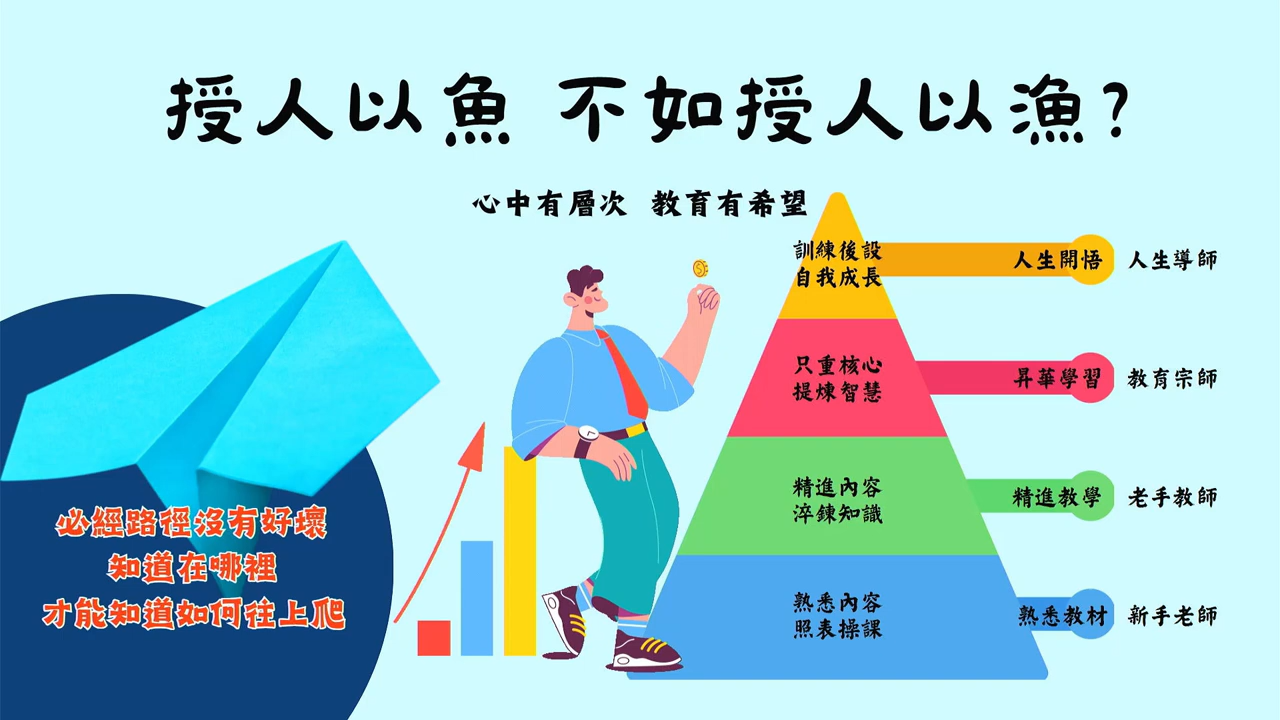 授人以魚 不如授人以漁?
心中有層次 教育有希望
訓練後設
自我成長
人生開悟 人生導師
只重核心
提煉智慧
昇華學習 教育宗師
精進內容
淬鍊知識
精進教學 老手教師
熟悉內容
照表操課
熟悉教材 新手老師
必經路徑沒有好壞
知道在哪裡
才能知道如何往上爬